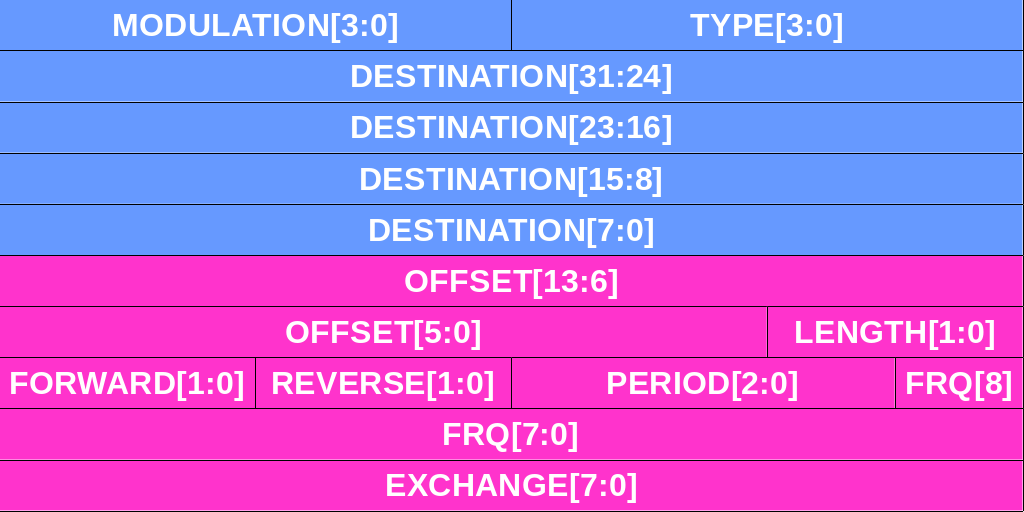 MODULATION[3:0] TYPE[3:0]
DESTINATION[31:24]
DESTINATION[23:16]
DESTINATION[15:8]
DESTINATION[7:0]
OFFSET[13:6]
OFFSET[5:0] LENGTH[1:0]
FORWARD[1:0] REVERSE[1:0] PERIOD[2:0] FRQ[8]
FRQ[7:0]
EXCHANGE[7:0]